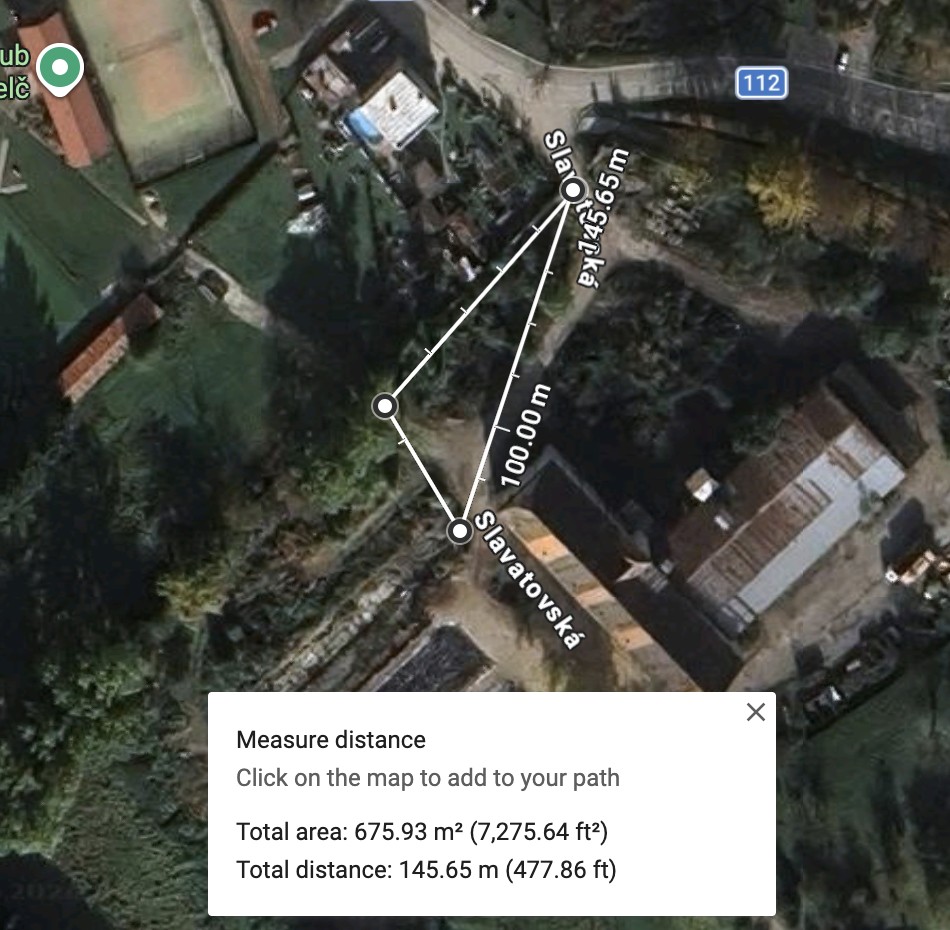 ub
elč
112
Slavatovská
145.65 m
100.00 m
Slavatovská
Measure distance
Click on the map to add to your path
Total area: 675.93 m² (7,275.64 ft²)
Total distance: 145.65 m (477.86 ft)